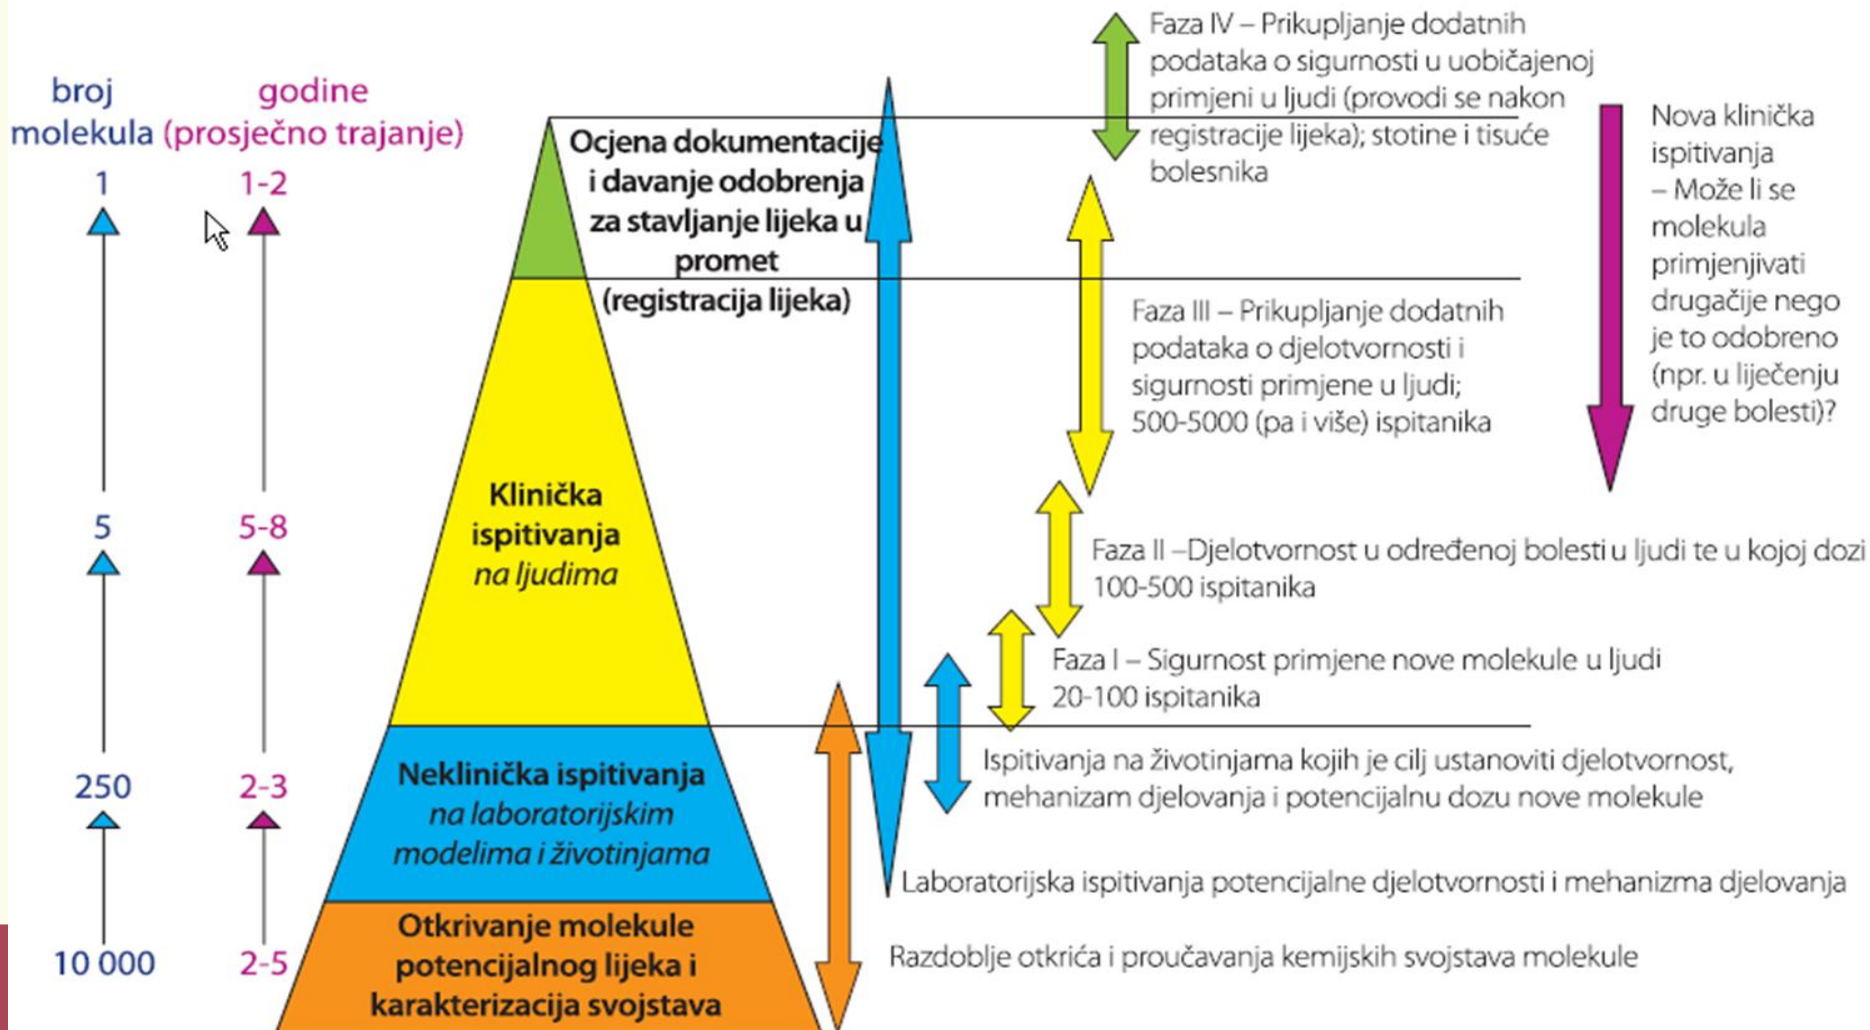 broj
molekula
godine
(prosječno trajanje)
1
1-2
5
5-8
250
2-3
10 000
2-5
Ocjena dokumentacije
i davanje odobrenja
za stavljanje lijeka u
promet
(registracija lijeka)
Klinička
ispitivanja
na ljudima
Neklinička ispitivanja
na laboratorijskim
modelima i životinjama
Otkrivanje molekule
potencijalnog lijeka i
karakterizacija svojstava
Faza IV – Prikupljanje dodatnih
podataka o sigurnosti u uobičajenoj
primjeni u ljudi (provodi se nakon
registracije lijeka); stotine i tisuće
bolesnika
Faza III – Prikupljanje dodatnih
podataka o djelotvornosti i
sigurnosti primjene u ljudi;
500-5000 (pa i više) ispitanika
Faza II –Djelotvornost u određenoj bolesti u ljudi te u kojoj dozi
100-500 ispitanika
Faza I – Sigurnost primjene nove molekule u ljudi
20-100 ispitanika
Ispitivanja na životinjama kojih je cilj ustanoviti djelotvornost,
mehanizam djelovanja i potencijalnu dozu nove molekule
Laboratorijska ispitivanja potencijalne djelotvornosti i mehanizma djelovanja
Razdoblje otkrića i proučavanja kemijskih svojstava molekule
Nova klinička
ispitivanja
– Može li se
molekula
primjenjivati
drugačije nego
je to odobreno
(npr. u liječenju
druge bolesti)?